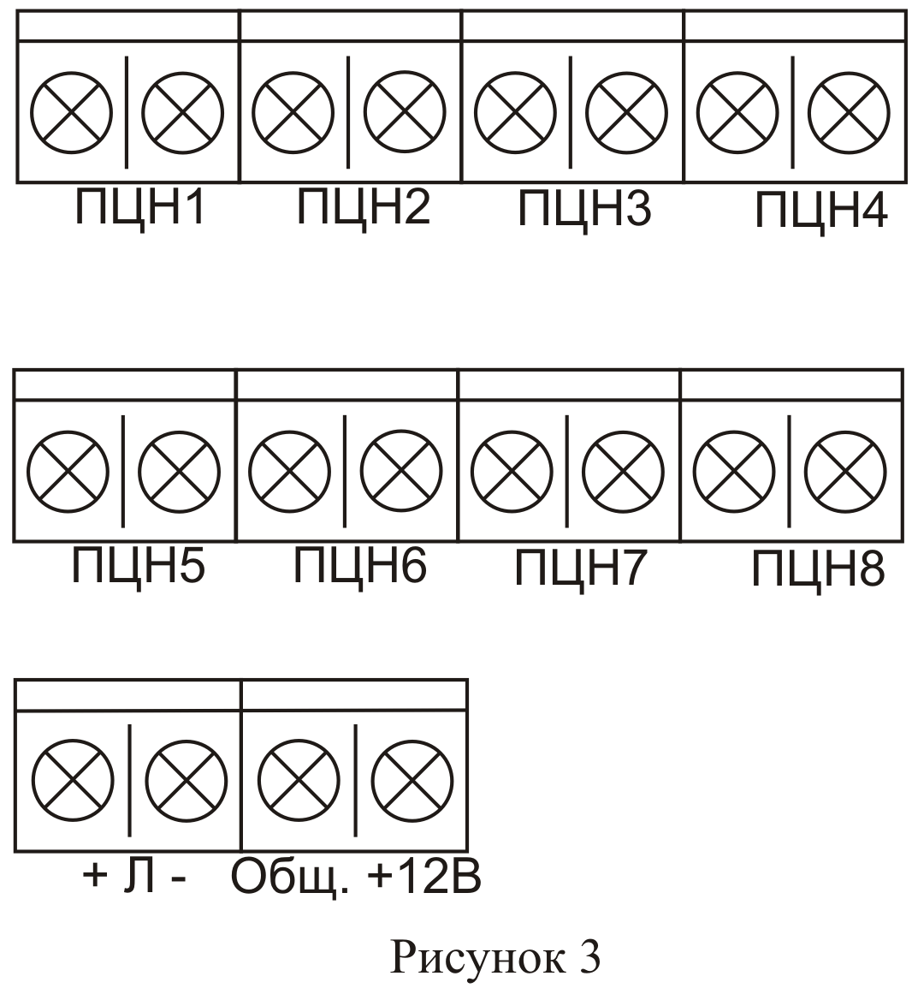 ПЦН1 ПЦН2 ПЦН3 ПЦН4
ПЦН5 ПЦН6 ПЦН7 ПЦН8
+ Л - Общ. +12В
Рисунок 3